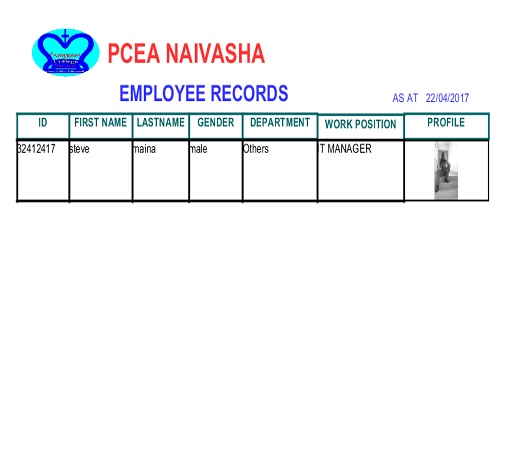 PCEA NAIVASHA
EMPLOYEE RECORDS
AS AT 22/04/2017
ID FIRST NAME LASTNAME GENDER DEPARTMENT WORK POSITION PROFILE
32412417 steve maina male Others IT MANAGER